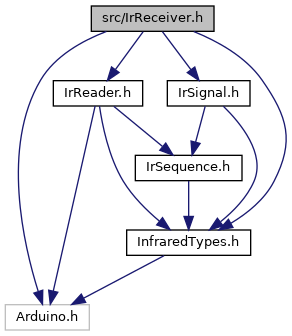 src/IrReceiver.h
IrReader.h
IrSignal.h
IrSequence.h
InfraredTypes.h
Arduino.h